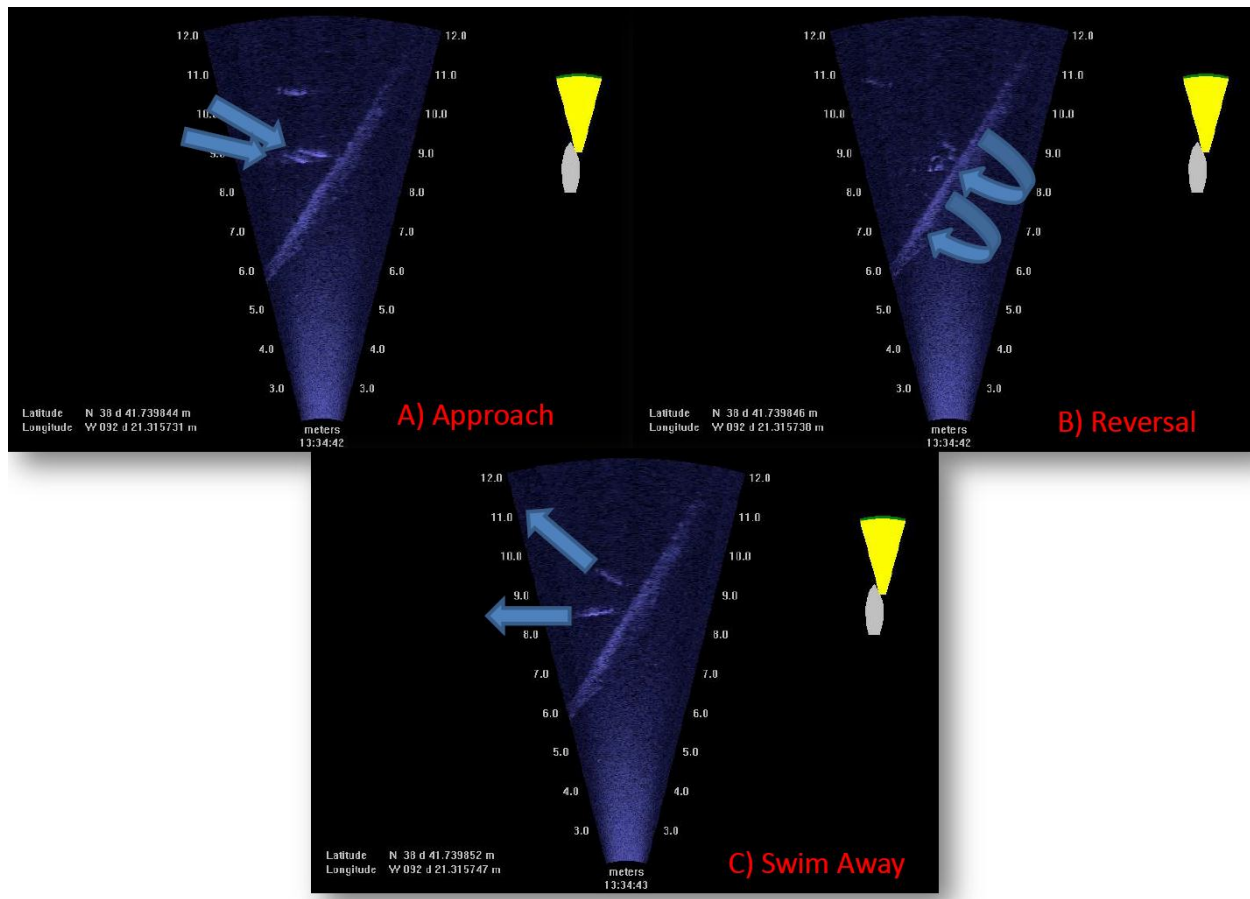 12.0 12.0
11.0 11.0
10.0 10.0
9.0 9.0
8.0 8.0
7.0 7.0
6.0 6.0
5.0 5.0
4.0 4.0
3.0 3.0
Latitude N 38 d 41.739844 m
Longitude W 092 d 21.315731 m
meters
13:34:42
A) Approach
12.0 12.0
11.0 11.0
10.0 10.0
9.0 9.0
8.0 8.0
7.0 7.0
6.0 6.0
5.0 5.0
4.0 4.0
3.0 3.0
Latitude N 38 d 41.739846 m
Longitude W 092 d 21.315738 m
meters
13:34:42
B) Reversal
12.0 12.0
11.0 11.0
10.0 10.0
9.0 9.0
8.0 8.0
7.0 7.0
6.0 6.0
5.0 5.0
4.0 4.0
3.0 3.0
Latitude N 38 d 41.739852 m
Longitude W 092 d 21.315747 m
meters
13:34:43
C) Swim Away